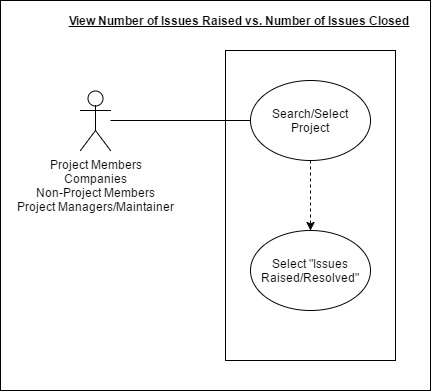 View Number of Issues Raised vs. Number of Issues Closed
Search/Select
Project
Project Members
Companies
Non-Project Members
Project Managers/Maintainer
Select "Issues
Raised/Resolved"